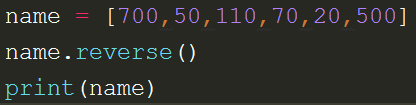 name = [700,50,110,70,20,500]
name.reverse()
print(name)